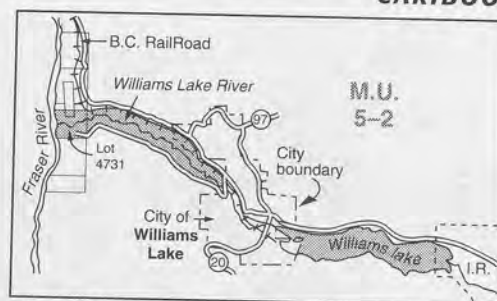 CARIBOO
B.C. RailRoad
Williams Lake River
M.U.
5–2
97
Fraser River
Lot
4731
City
boundary
City of
Williams
Lake
Williams lake
20
I.R.